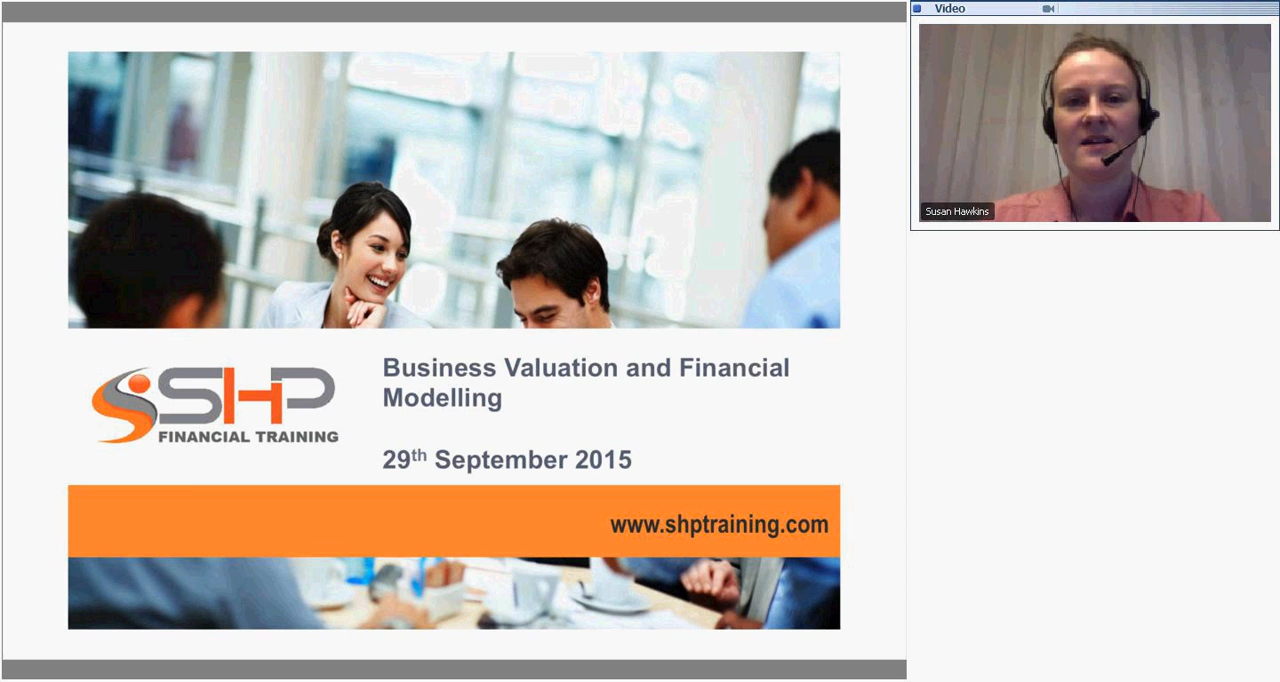 Video
Susan Hawkins
SHP
FINANCIAL TRAINING
Business Valuation and Financial
Modelling
29th September 2015
www.shptraining.com